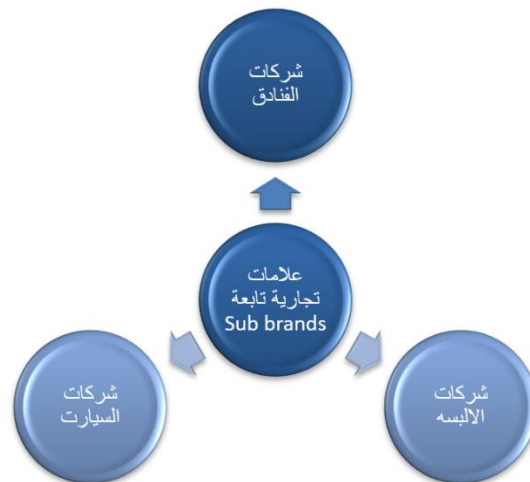 شركات
الفنادق
علامات
تجارية تابعة
Sub brands
شركات
الالبسه
شركات
السيارت